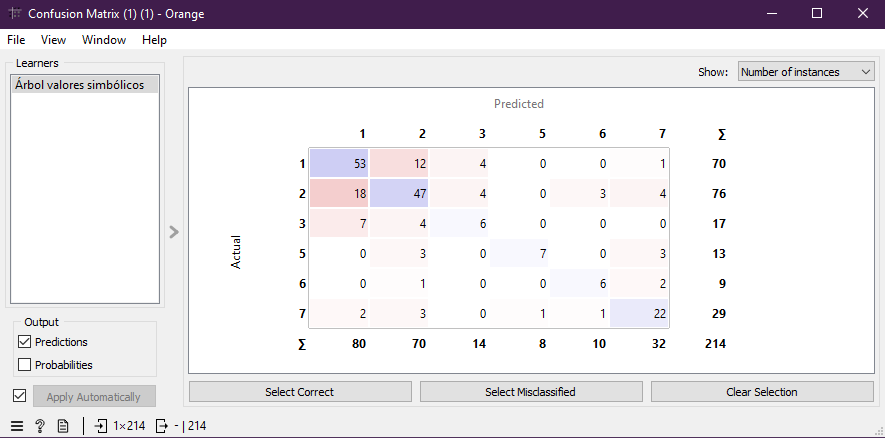 Confusion Matrix (1) (1) - Orange
File View Window Help
Learners
Árbol valores simbólicos
Output
Predictions
Probabilities
Apply Automatically
Show: Number of instances
Predicted
1 2 3 5 6 7 Σ
Actual
1 53 12 4 0 0 1 70
2 18 47 4 0 3 4 76
3 7 4 6 0 0 0 17
5 0 3 0 7 0 3 13
6 0 1 0 0 6 2 9
7 2 3 0 1 1 22 29
Σ 80 70 14 8 10 32 214
Select Correct Select Misclassified Clear Selection
? 1×214 - | 214